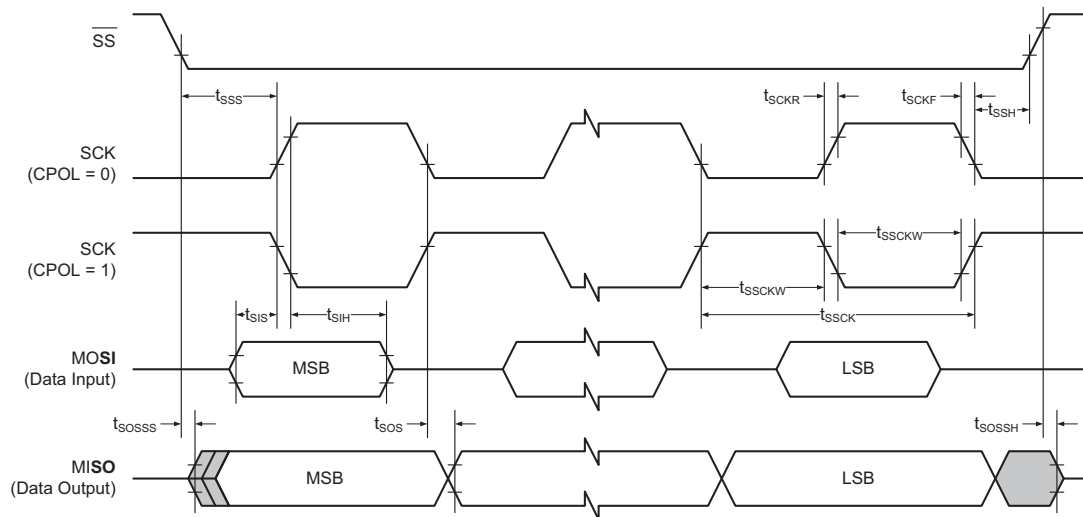 SS
tSSS
tSCKR
tSCKF
tSSH
SCK
(CPOL = 0)
SCK
(CPOL = 1)
tSSCKW
tSSCKW
tSSCK
tSIS
tSIH
MOSI
(Data Input)
MSB
LSB
tSOSSS
tSOS
tSOSSH
MISO
(Data Output)
MSB
LSB